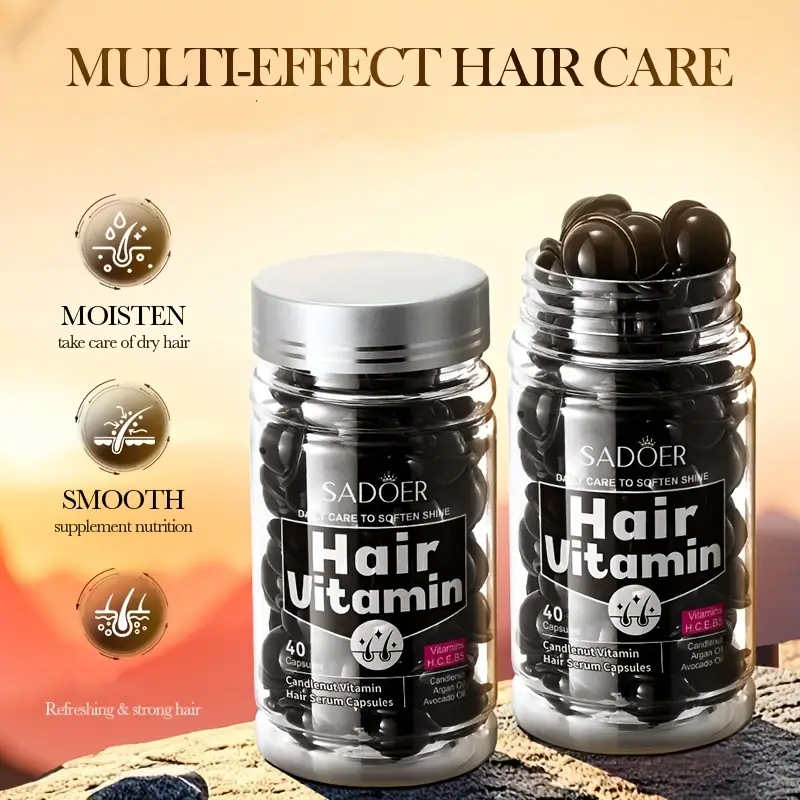 MULTI-EFFECT HAIR CARE
MOISTEN
take care of dry hair
SMOOTH
supplement nutrition
Refreshing & strong hair
SADOER
DAILY CARE TO SOFTEN SHINE
Hair
Vitamin
40
Capsules
Vitamins
H.C.E.B5
Candlenut Vitamin
Hair Serum Capsules
Candlenut
Argan Oil
Avocado Oil
SADOER
DAILY CARE TO SOFTEN SHINE
Hair
Vitamin
40
Capsules
Vitamins
H.C.E.B5
Candlenut Vitamin
Hair Serum Capsules
Candlenut
Argan Oil
Avocado Oil